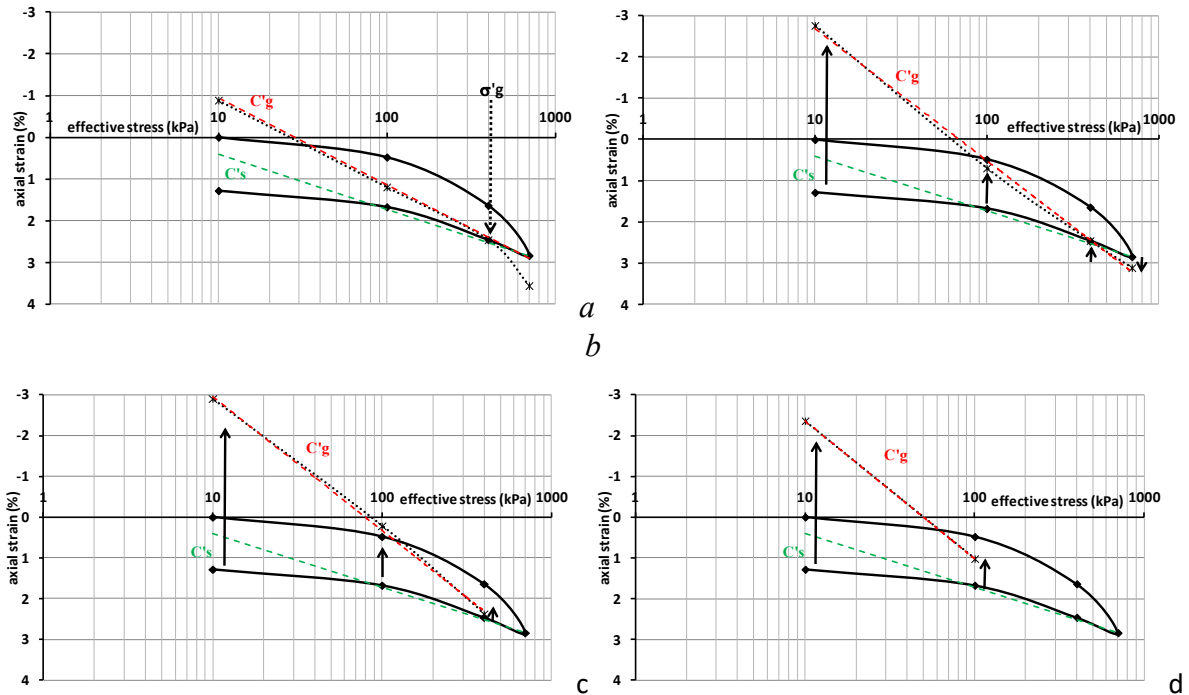 -3
-2
-1
0
1
2
3
4
axial strain (%)
1
10
100
1000
effective stress (kPa)
C'g
C's
σ'g
-3
-2
-1
0
1
2
3
4
axial strain (%)
1
10
100
1000
effective stress (kPa)
C'g
C's
a
b
-3
-2
-1
0
1
2
3
4
axial strain (%)
1
10
100
1000
effective stress (kPa)
C'g
C's
c
-3
-2
-1
0
1
2
3
4
axial strain (%)
1
10
100
1000
effective stress (kPa)
C'g
C's
d